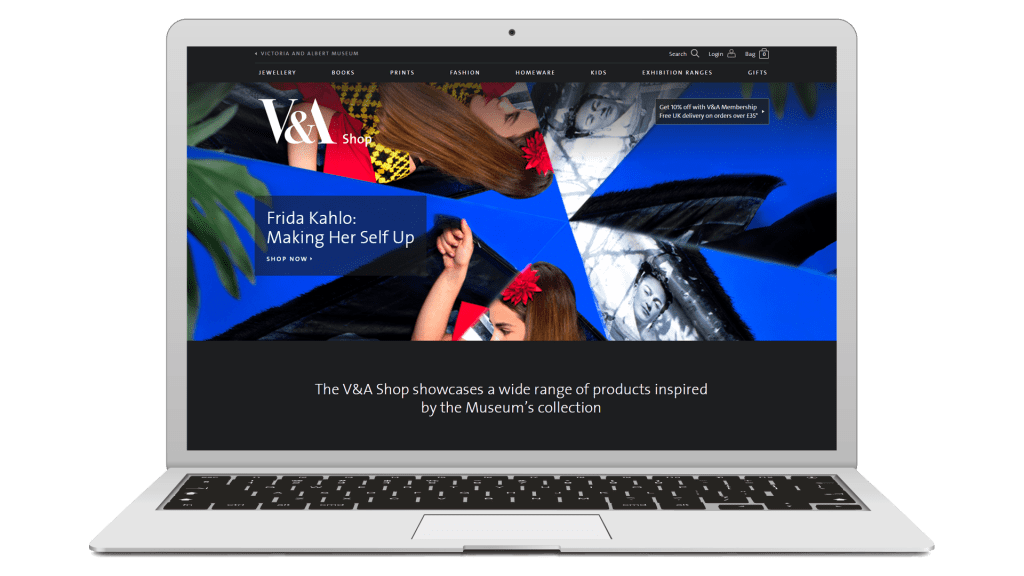 VICTORIA AND ALBERT MUSEUM
Search Login Bag 0
JEWELLERY BOOKS PRINTS FASHION HOMEWARE KIDS EXHIBITION RANGES GIFTS
Get 10% off with V&A Membership
Free UK delivery on orders over £35*
V&A Shop
Frida Kahlo:
Making Her Self Up
SHOP NOW
The V&A Shop showcases a wide range of products inspired
by the Museum's collection